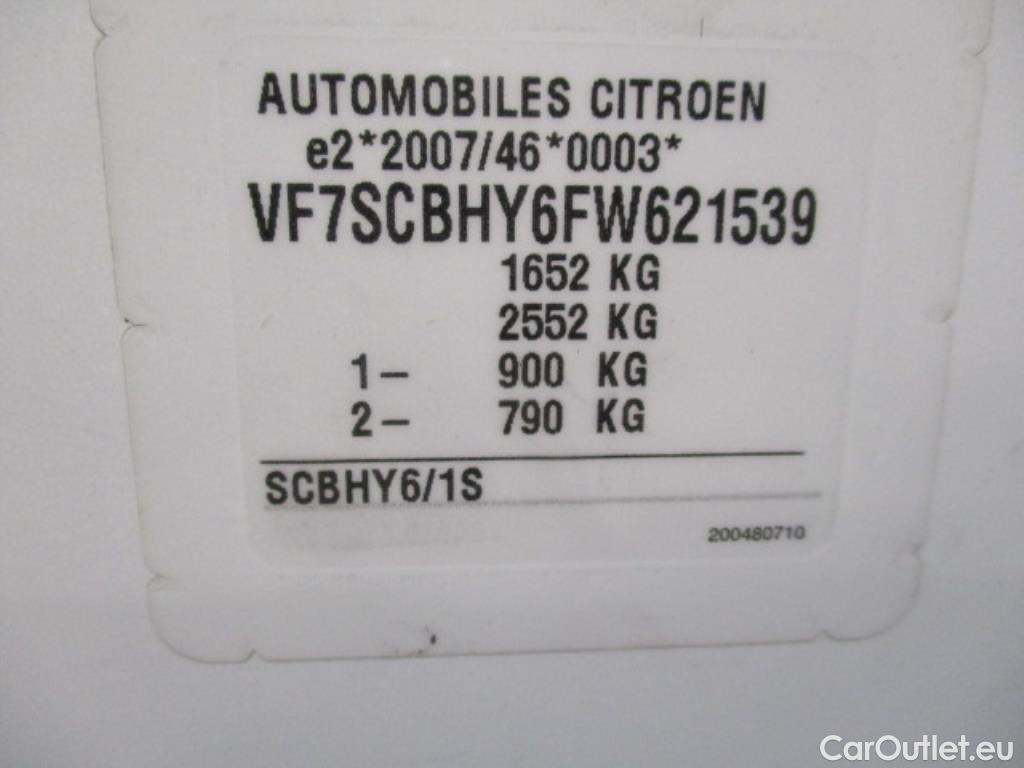 AUTOMOBILES CITROEN
e2*2007/46*0003*
VF7SCBHY6FW621539
1652 KG
2552 KG
1- 900 KG
2- 790 KG
SCBHY6/1S
200480710
CarOutlet.eu